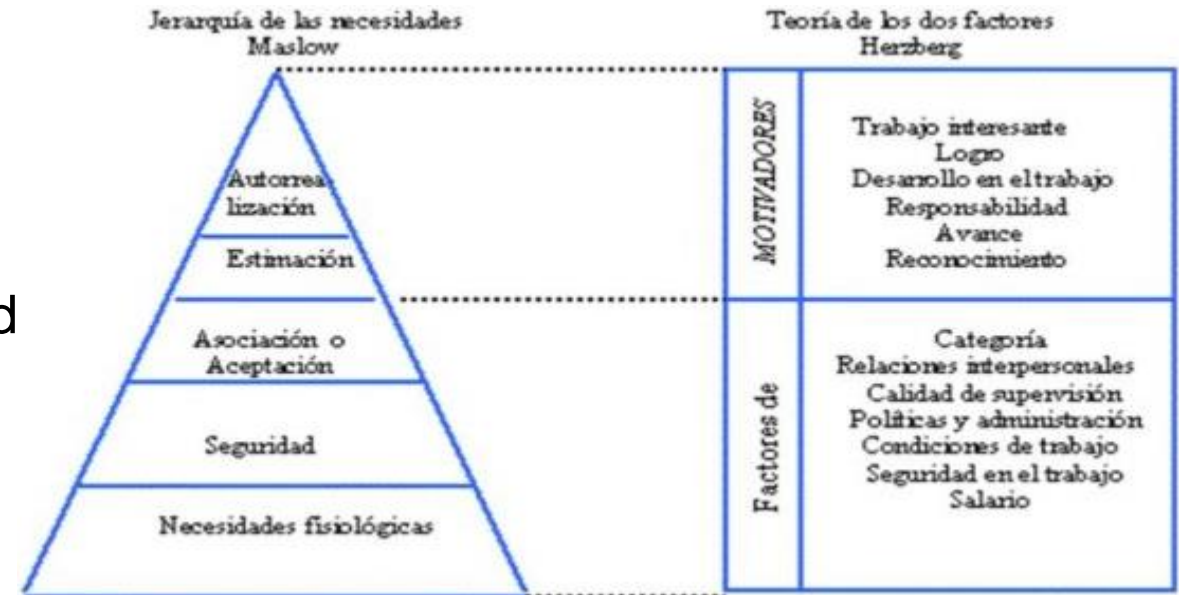 Jerarquía de las necesidades
Maslow
Autorrea-
lización
Estimación
Asociación o
Aceptación
Seguridad
Necesidades fisiológicas
d
Teoría de los dos factores
Herzberg
MOTIVADORES
Trabajo interesante
Logro
Desarrollo en el trabajo
Responsabilidad
Avance
Reconocimiento
Factores de
Categoría
Relaciones interpersonales
Calidad de supervisión
Políticas y administración
Condiciones de trabajo
Seguridad en el trabajo
Salario